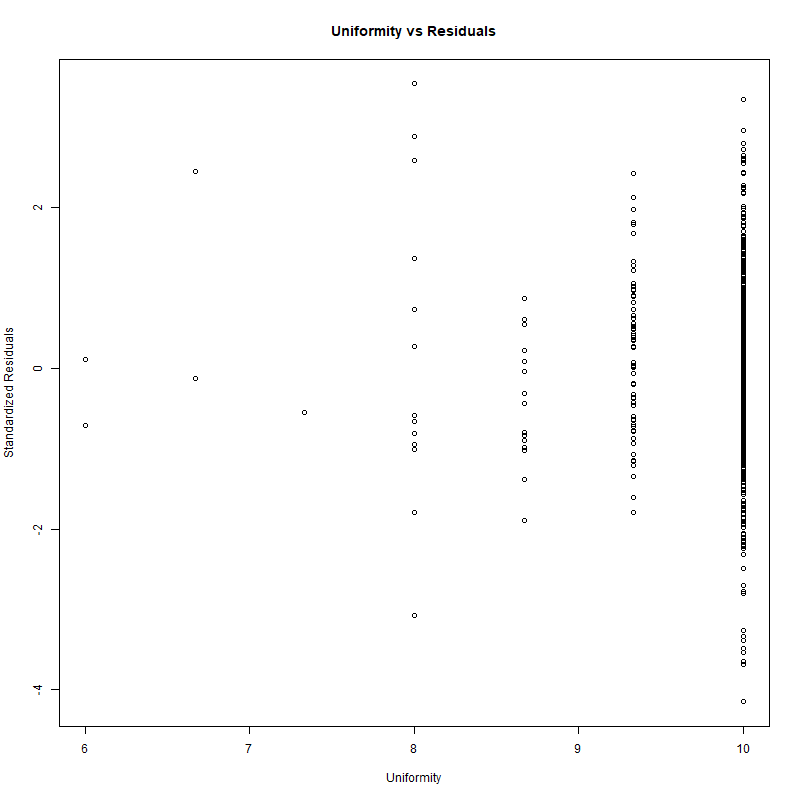 Uniformity vs Residuals
Standardized Residuals
2
0
-2
-4
6 7 8 9 10
Uniformity